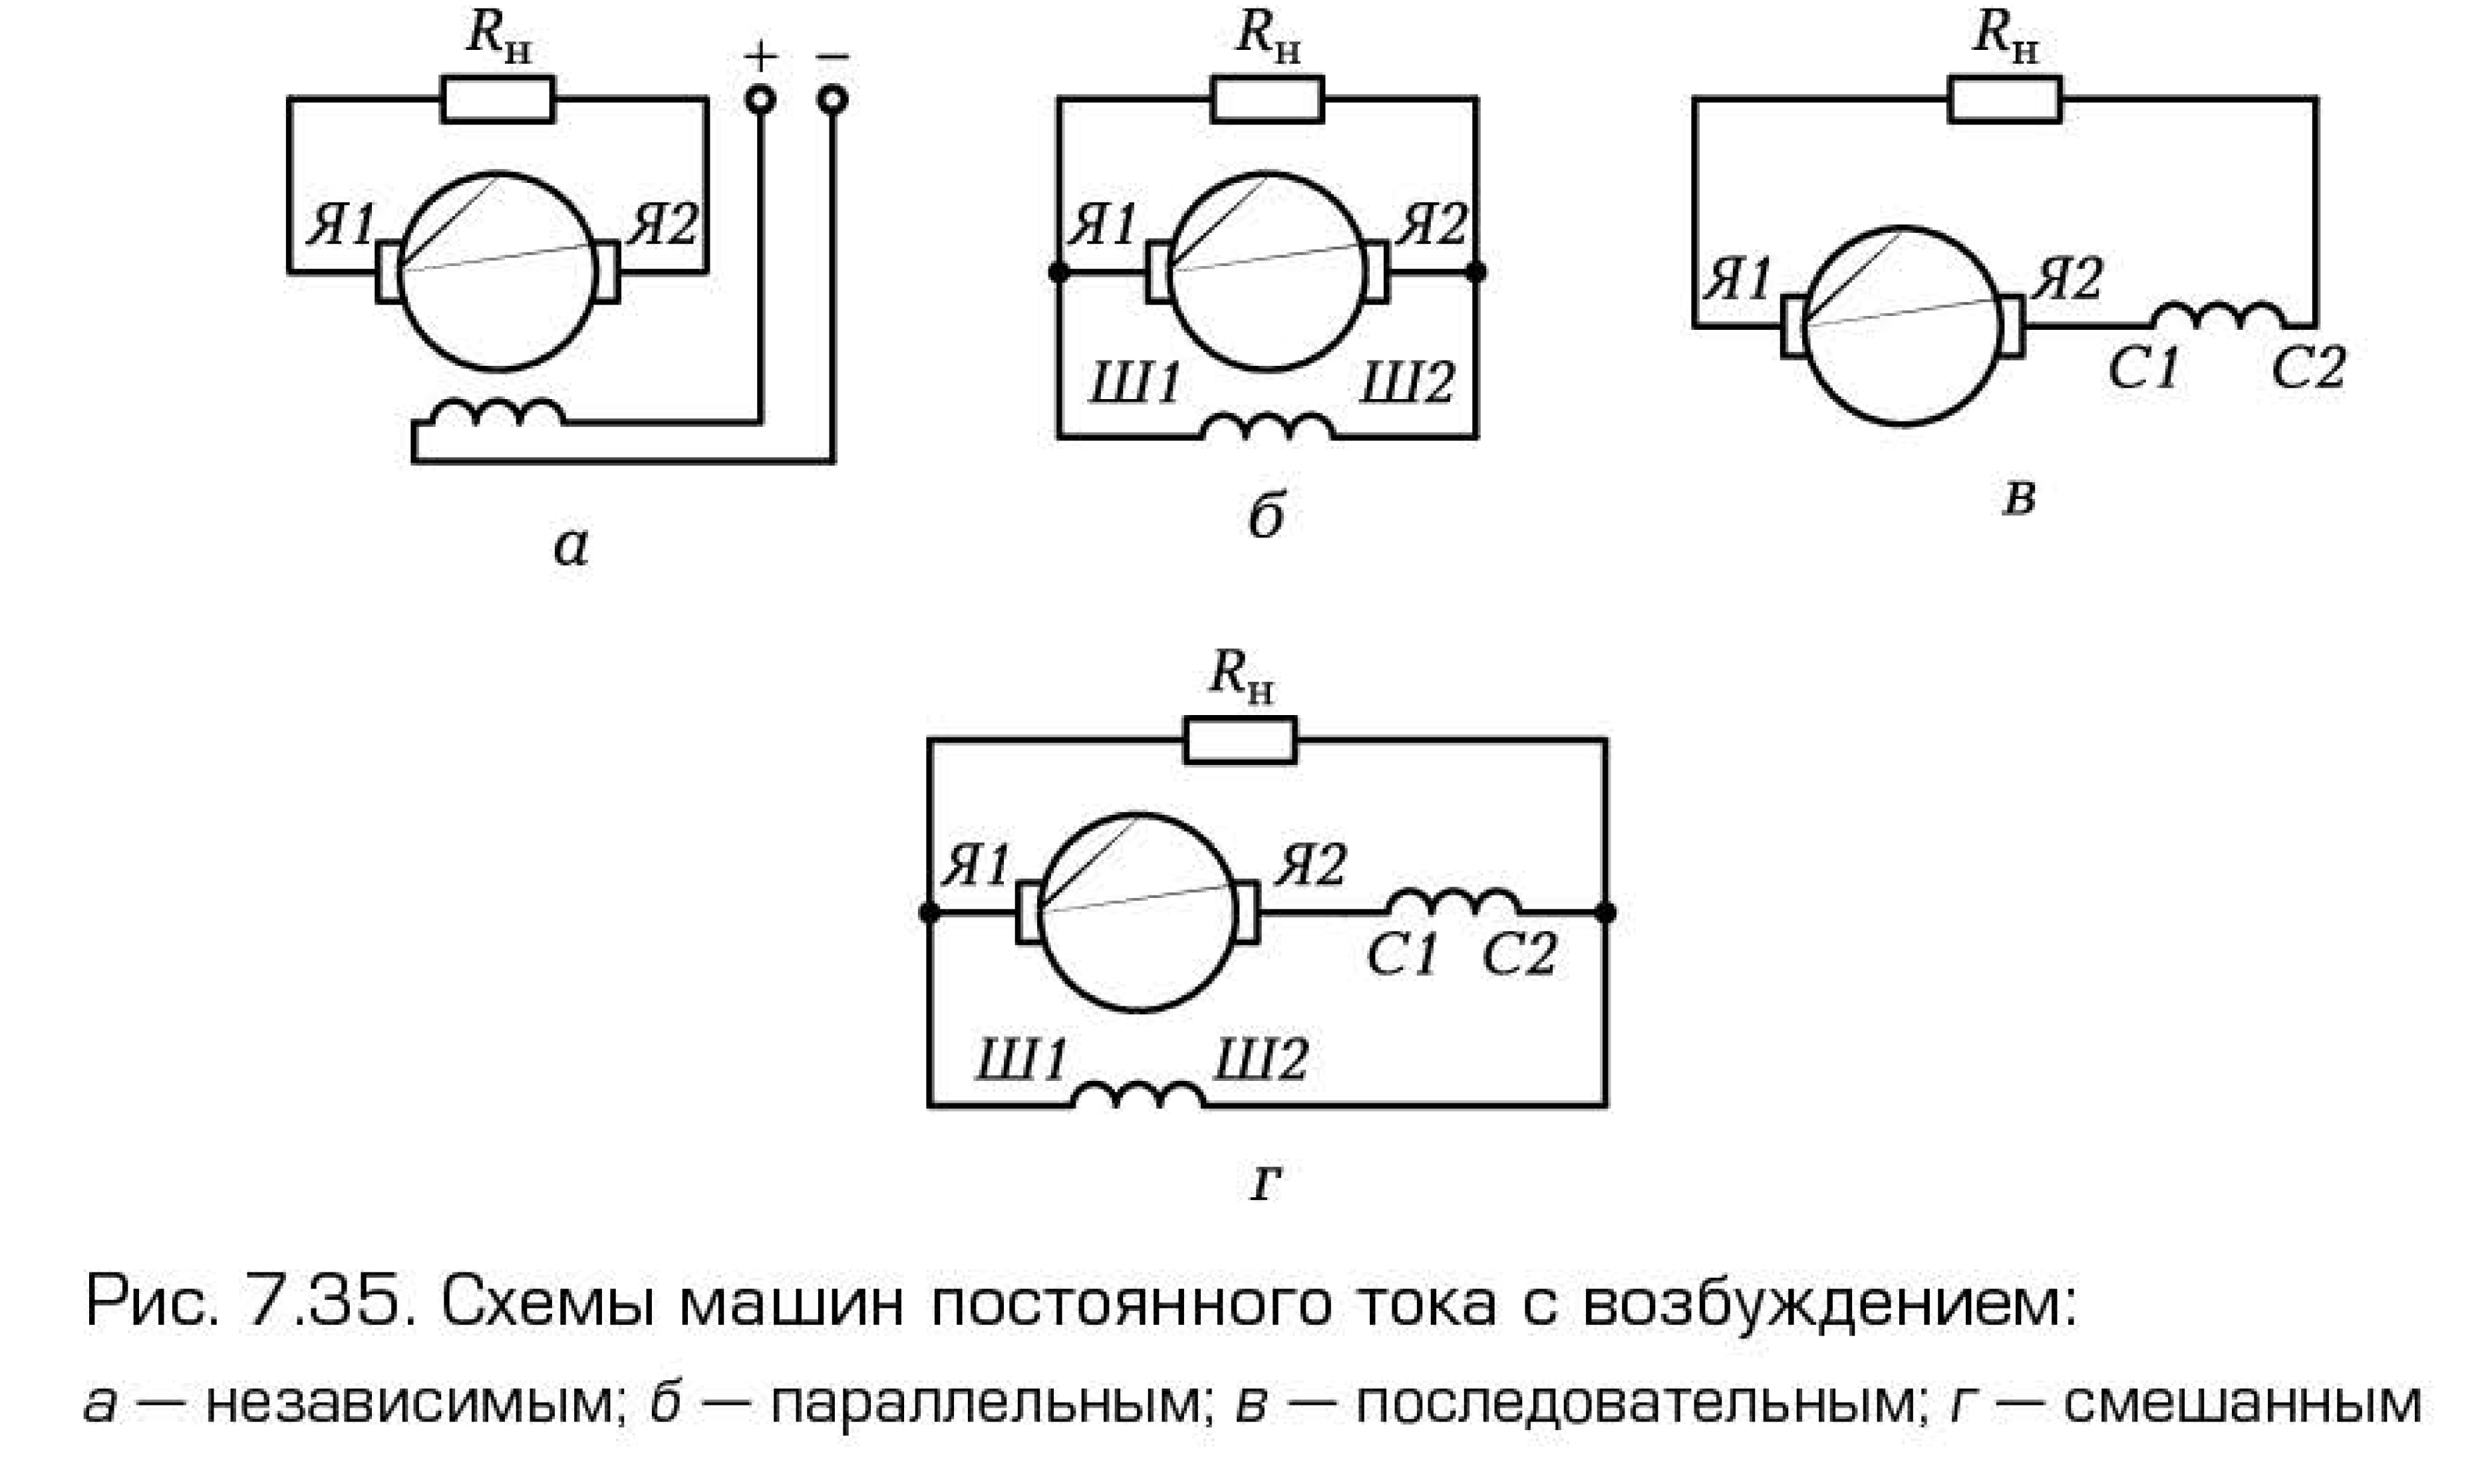 Rн + −
Я1 Я2
а
Rн
Я1 Я2
Ш1 Ш2
б
Rн
Я1 Я2
С1 С2
в
Rн
Я1 Я2
С1 С2
Ш1 Ш2
г
Рис. 7.35. Схемы машин постоянного тока с возбуждением:
а — независимым; б — параллельным; в — последовательным; г — смешанным